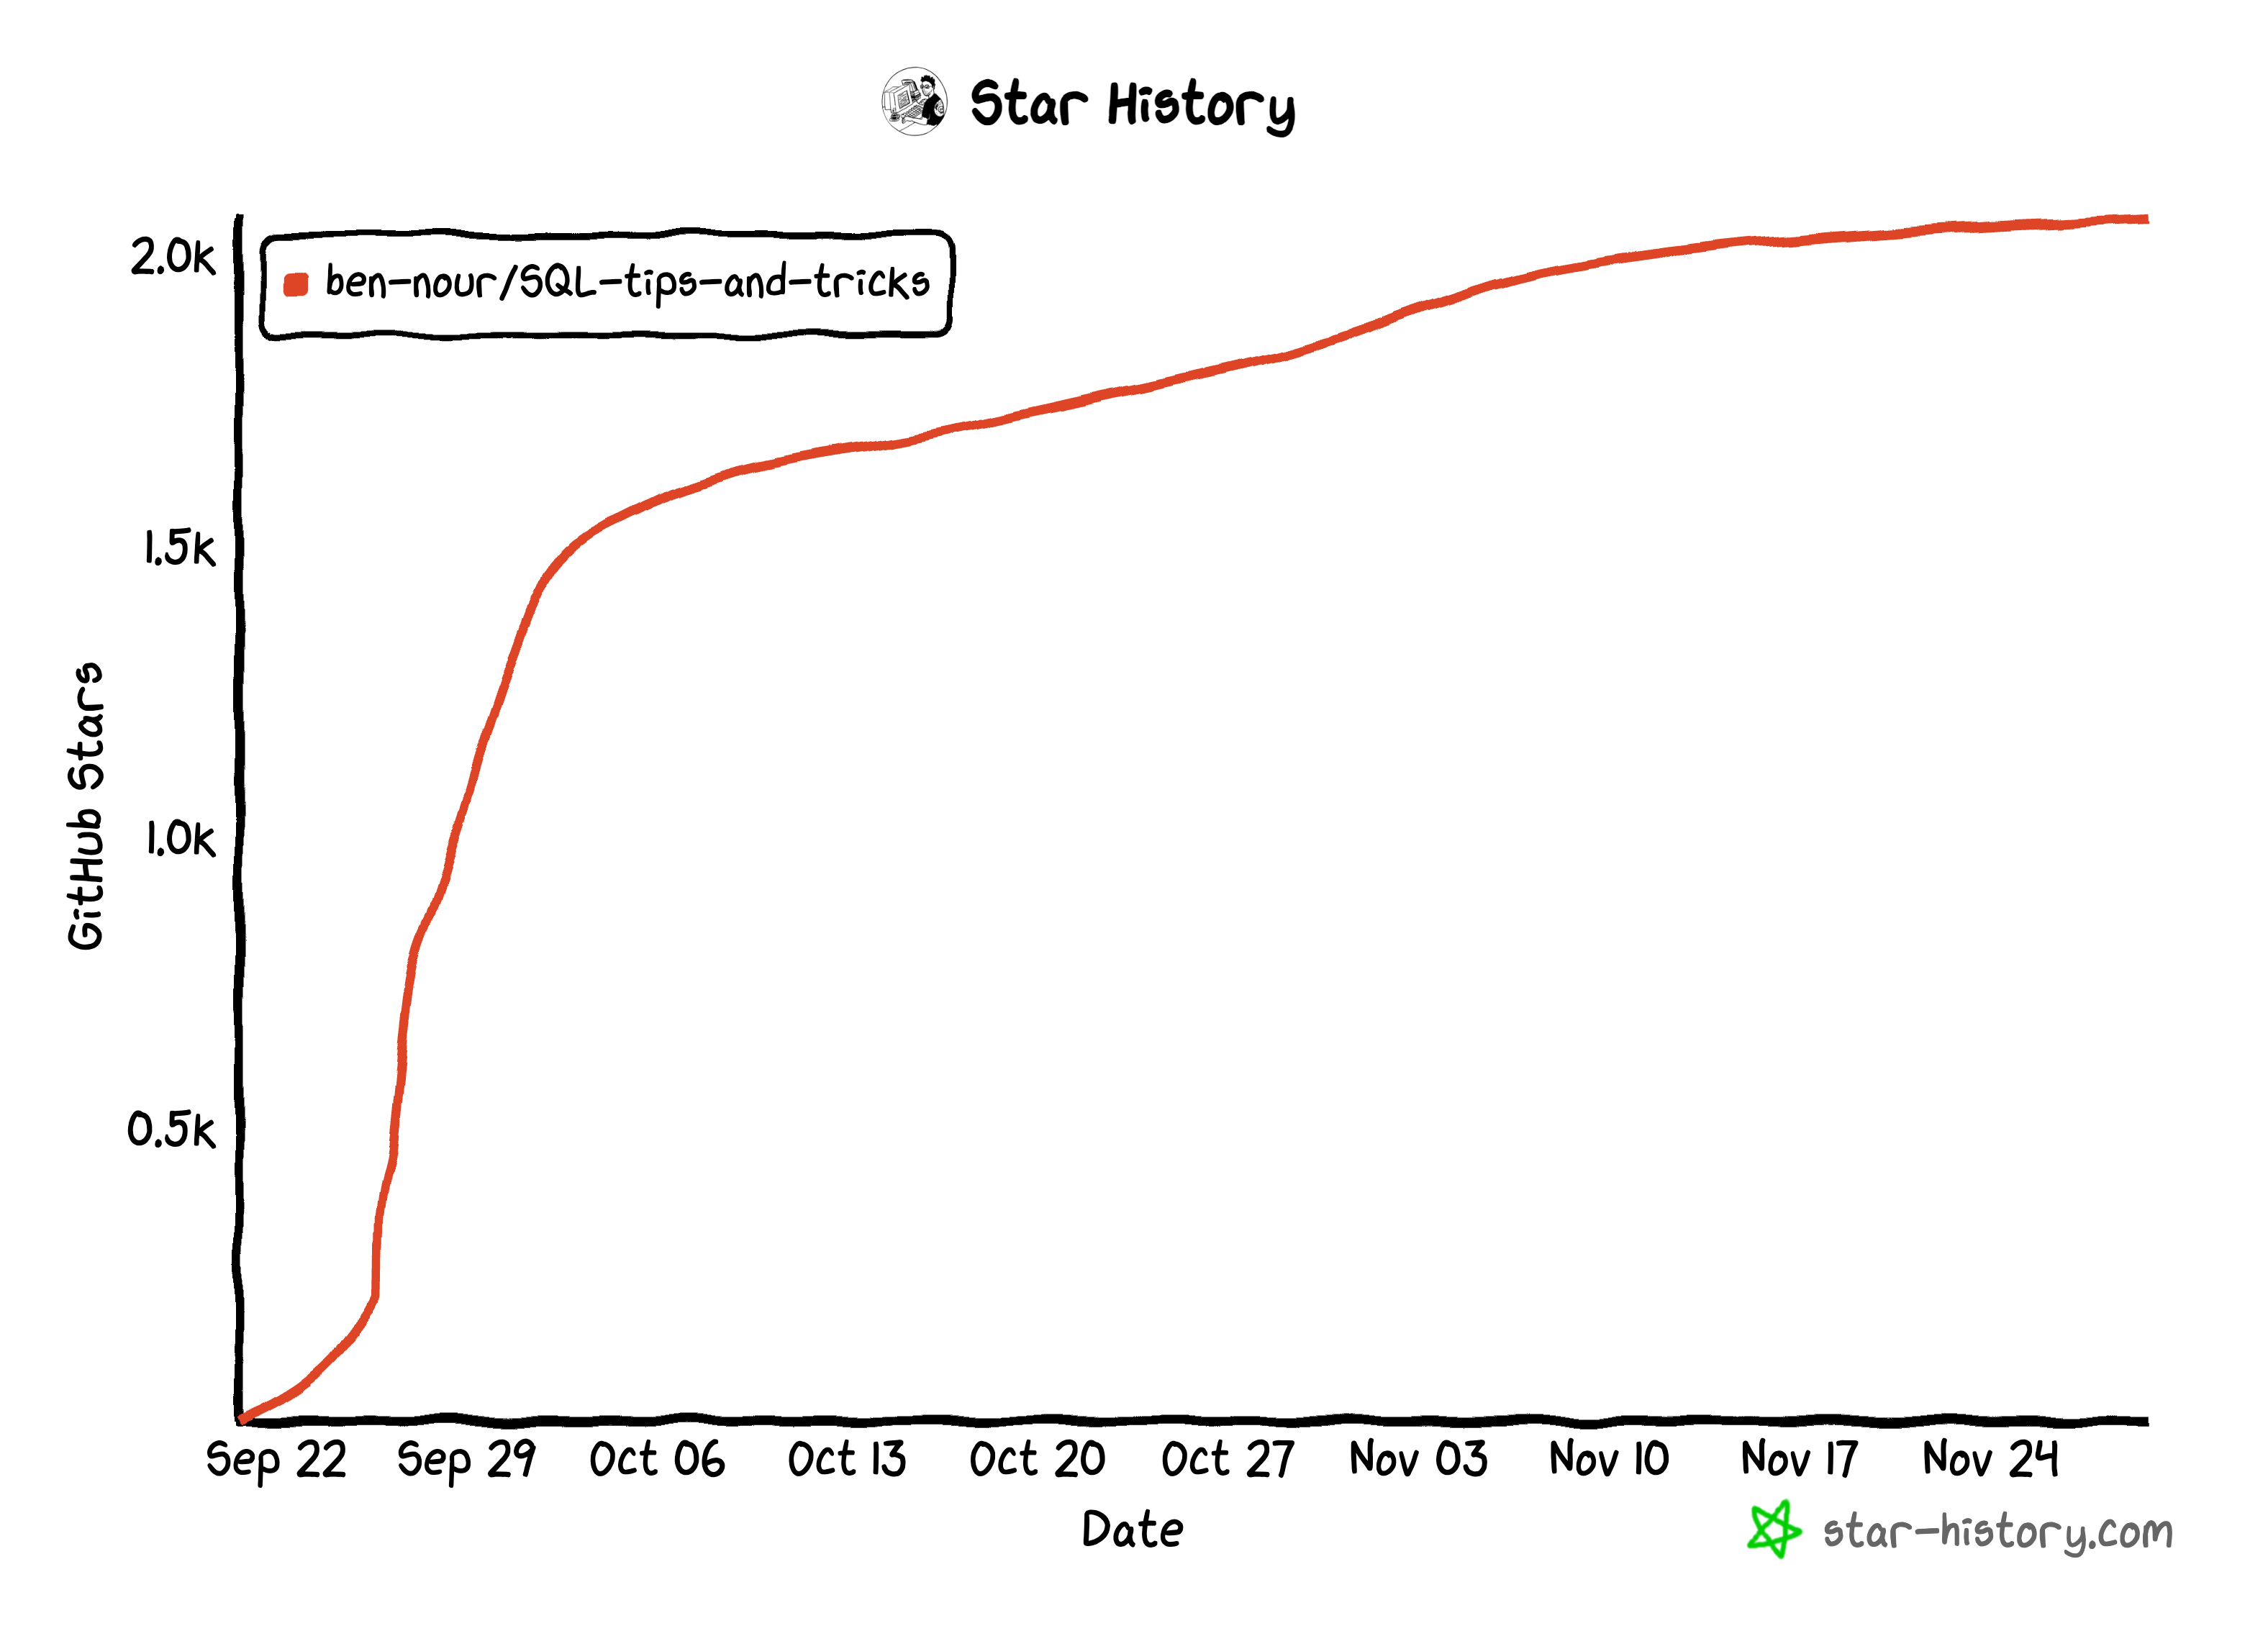 Star History
ben-nour/SQL-tips-and-tricks
2.0K
1.5K
1.0K
0.5K
GitHub Stars
Sep 22 Sep 29 Oct 06 Oct 13 Oct 20 Oct 27 Nov 03 Nov 10 Nov 17 Nov 24
Date
star-history.com